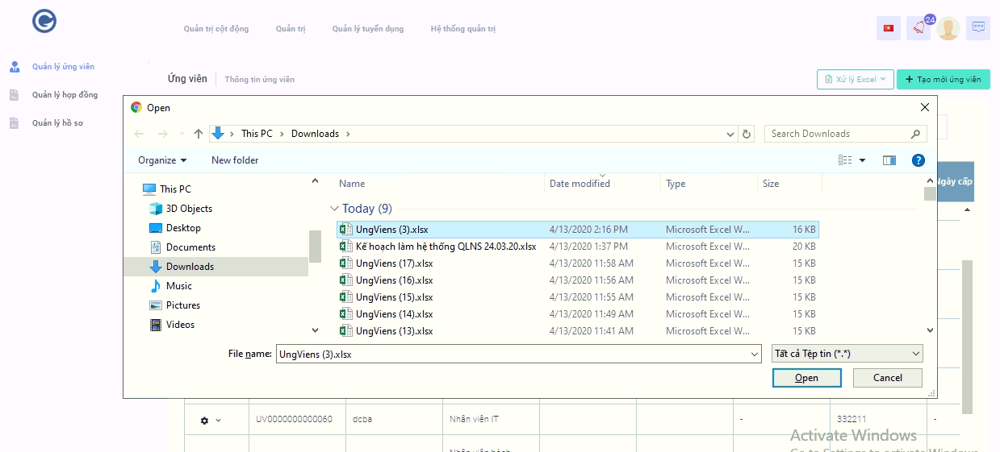 Quản trị cột động Quản trị Quản lý tuyển dụng Hệ thống quản trị
24
Quản lý ứng viên
Quản lý hợp đồng
Quản lý hồ sơ
Ứng viên Thông tin ứng viên
Xử lý Excel
+ Tạo mới ứng viên
Open
This PC > Downloads >
Search Downloads
Organize New folder
Ngày cấp
This PC
3D Objects
Desktop
Documents
Downloads
Music
Pictures
Videos
Name Date modified Type Size
Today (9)
UngViens (3).xlsx 4/13/2020 2:16 PM Microsoft Excel W... 16 KB
Kế hoạch làm hệ thống QLNS 24.03.20.xlsx 4/13/2020 1:37 PM Microsoft Excel W... 20 KB
UngViens (17).xlsx 4/13/2020 11:58 AM Microsoft Excel W... 15 KB
UngViens (16).xlsx 4/13/2020 11:56 AM Microsoft Excel W... 15 KB
UngViens (15).xlsx 4/13/2020 11:55 AM Microsoft Excel W... 15 KB
UngViens (14).xlsx 4/13/2020 11:49 AM Microsoft Excel W... 15 KB
UngViens (13).xlsx 4/13/2020 11:41 AM Microsoft Excel W... 15 KB
File name: UngViens (3).xlsx Tất cả Tệp tin (*.*)
Open Cancel
UV0000000000060 dcba Nhân viên IT - 332211 -
Activate Windows
Go to Settings to activate Windows
Nhân viên hành